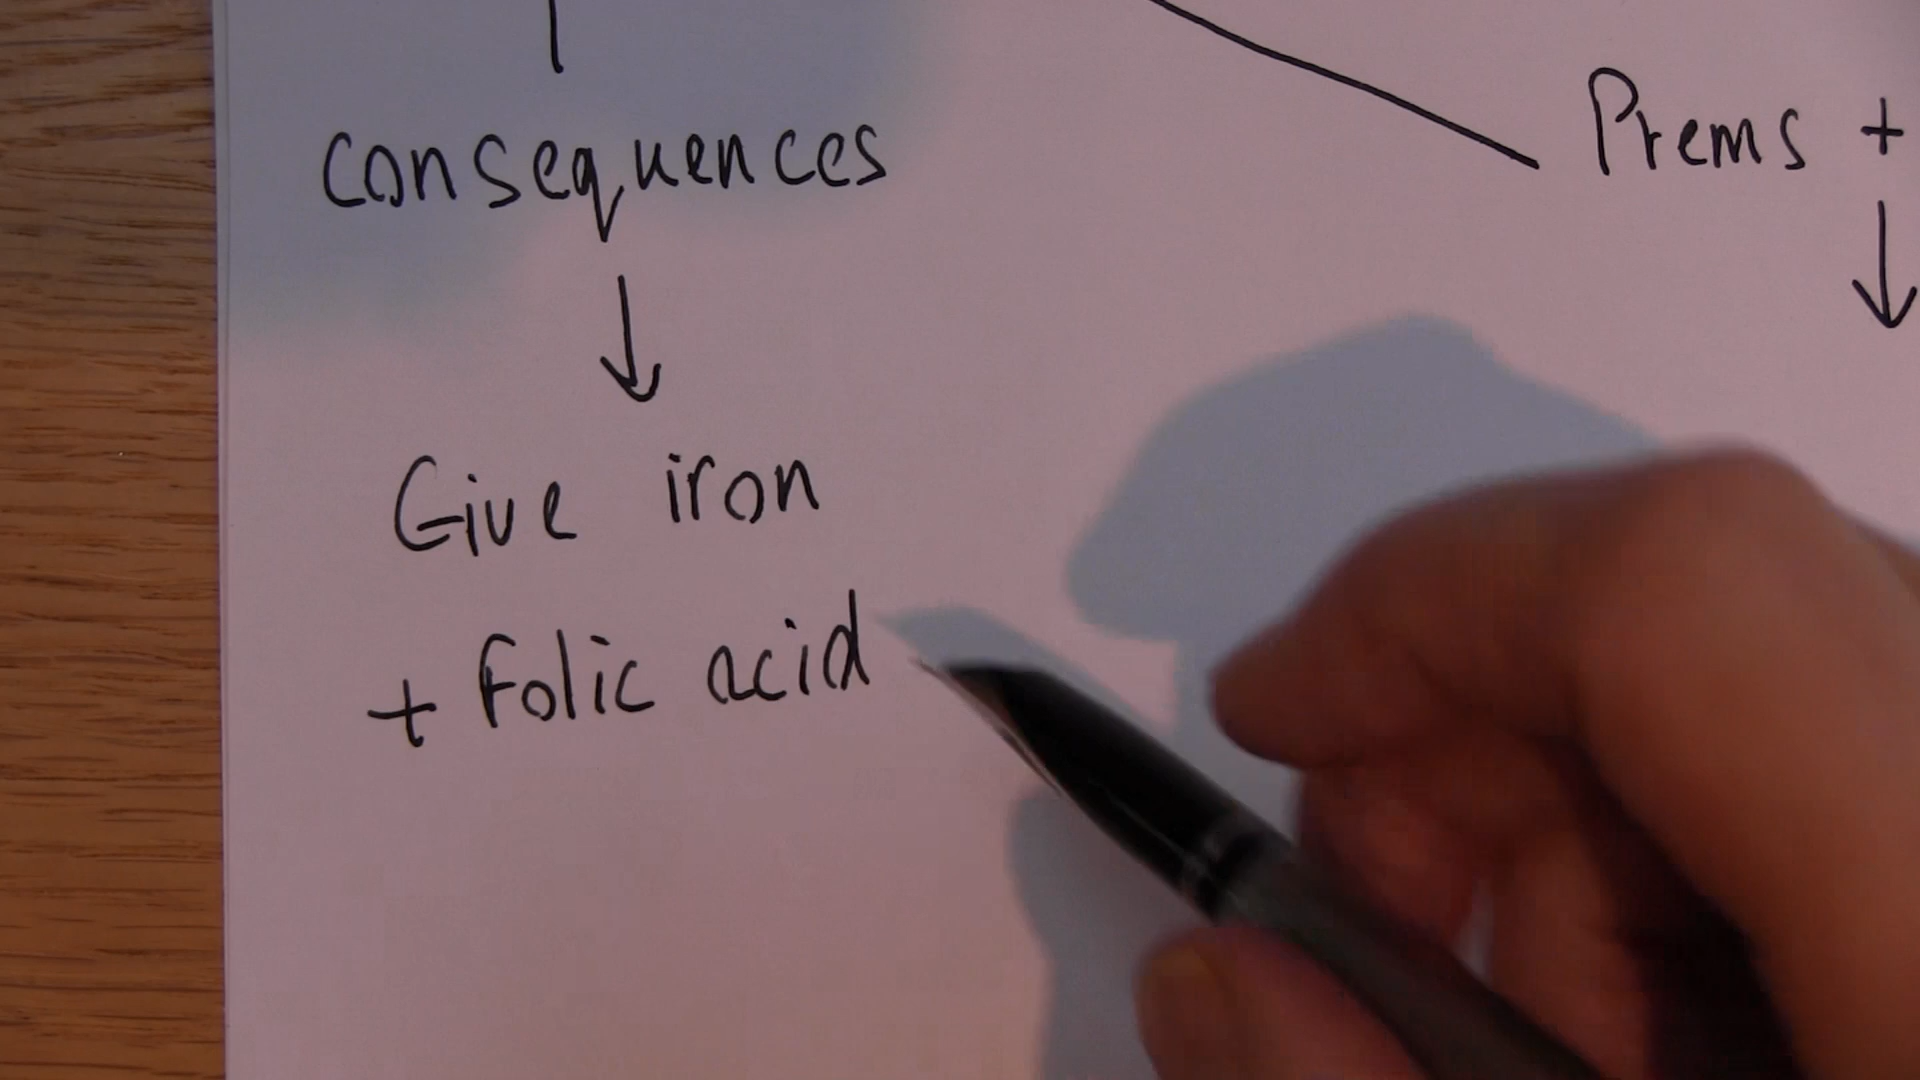 consequences
Prems +
Give iron
+ folic acid